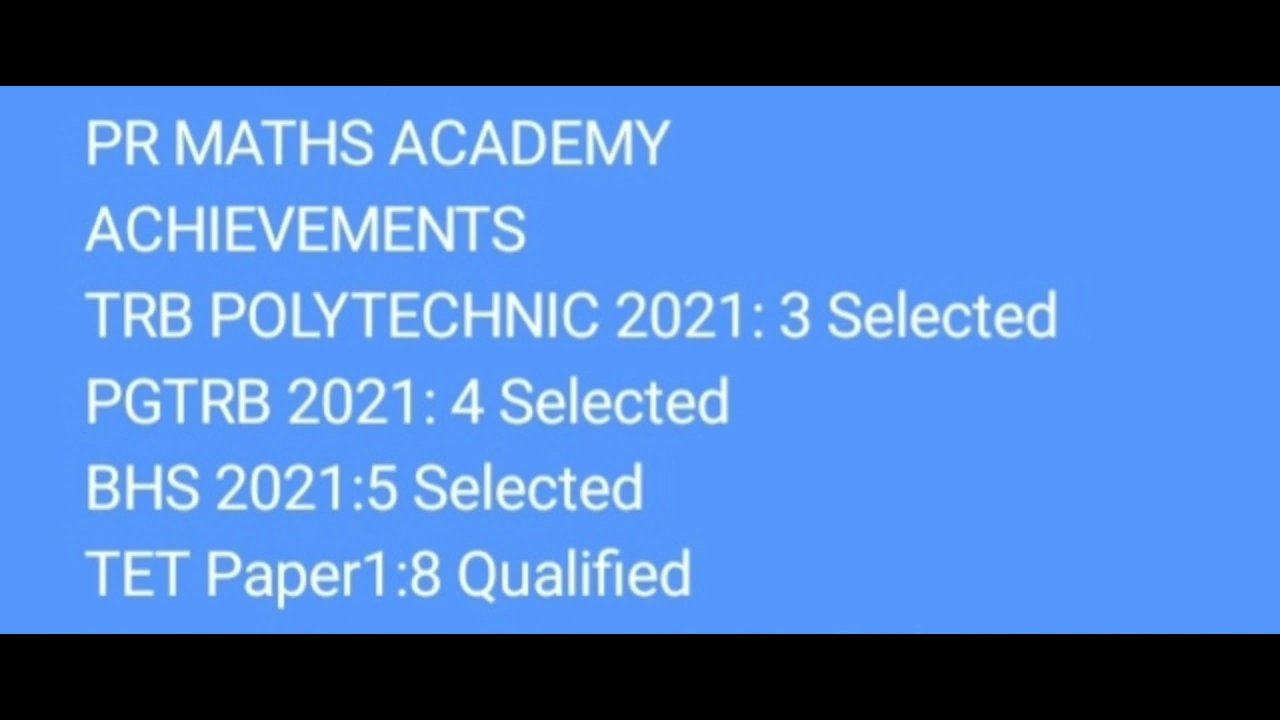 PR MATHS ACADEMY
ACHIEVEMENTS
TRB POLYTECHNIC 2021: 3 Selected
PGTRB 2021: 4 Selected
BHS 2021:5 Selected
TET Paper1:8 Qualified